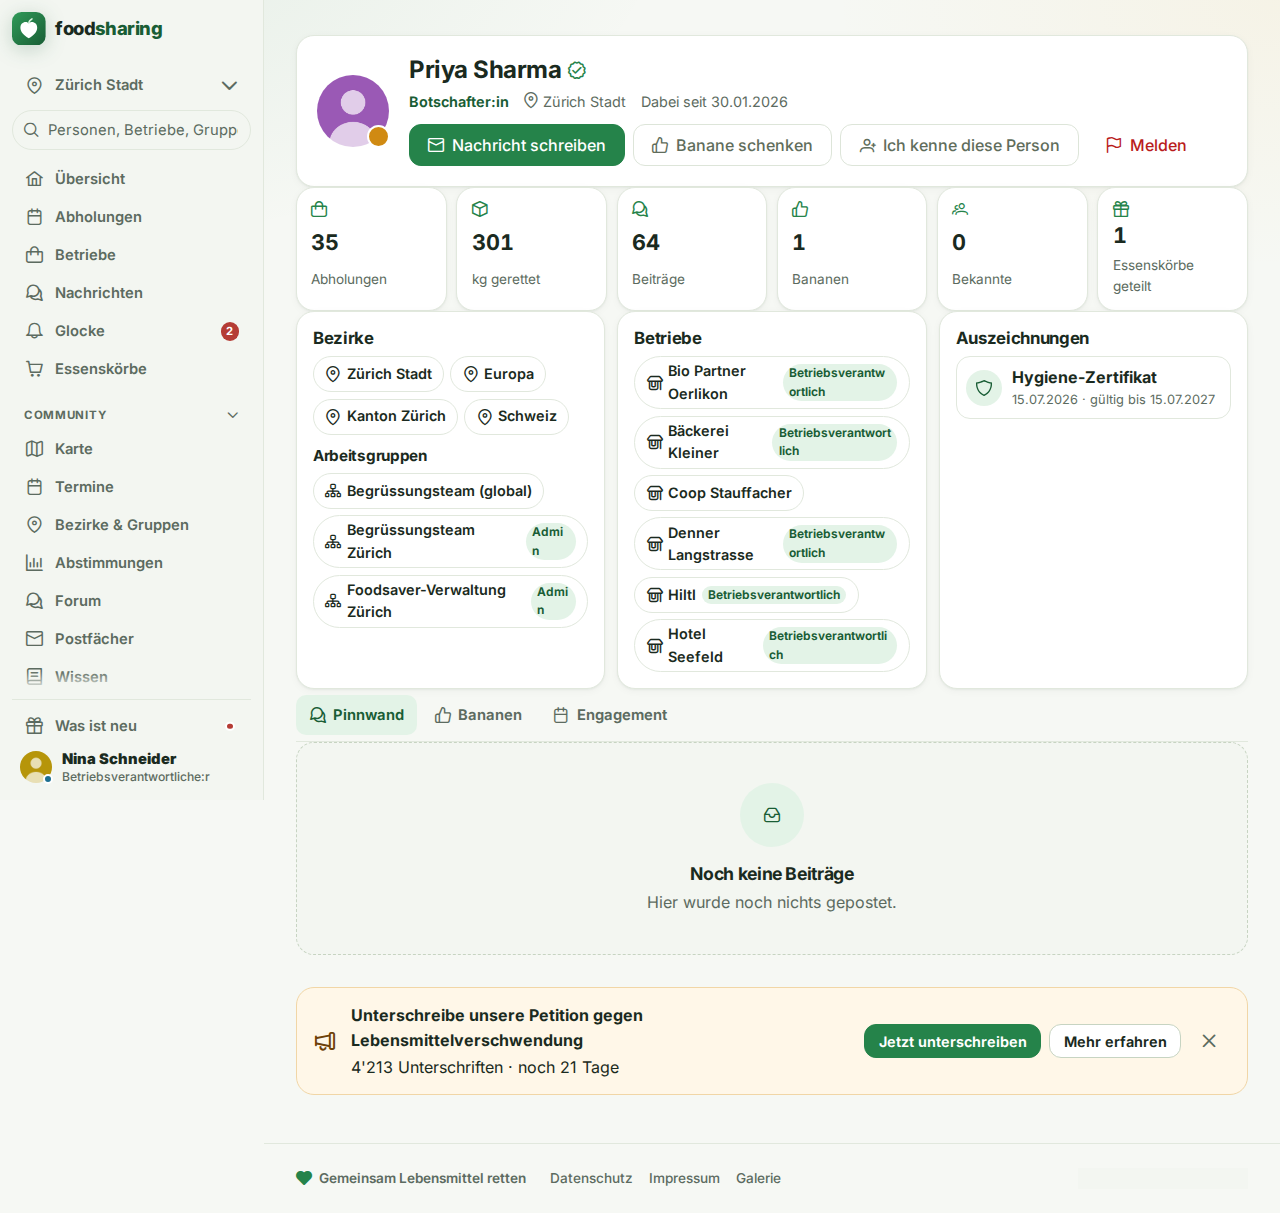 foodsharing
Zürich Stadt
Personen, Betriebe, Grupp
Übersicht
Abholungen
Betriebe
Nachrichten
Glocke 2
Essenskörbe
COMMUNITY
Karte
Termine
Bezirke & Gruppen
Abstimmungen
Forum
Postfächer
Wissen
Was ist neu
Nina Schneider
Betriebsverantwortliche:r
Priya Sharma
Botschafter:in Zürich Stadt Dabei seit 30.01.2026
Nachricht schreiben Banane schenken Ich kenne diese Person Melden
35
Abholungen
301
kg gerettet
64
Beiträge
1
Bananen
0
Bekannte
1
Essenskörbe
geteilt
Bezirke
Zürich Stadt Europa
Kanton Zürich Schweiz
Arbeitsgruppen
Begrüssungsteam (global)
Begrüssungsteam
Zürich
Admi
n
Foodsaver-Verwaltung
Zürich
Admi
n
Betriebe
Bio Partner
Oerlikon
Betriebsverantw
ortlich
Bäckerei
Kleiner
Betriebsverantwort
lich
Coop Stauffacher
Denner
Langstrasse
Betriebsverantw
ortlich
Hiltl Betriebsverantwortlich
Hotel
Seefeld
Betriebsverantwortli
ch
Auszeichnungen
Hygiene-Zertifikat
15.07.2026 · gültig bis 15.07.2027
Pinnwand Bananen Engagement
Noch keine Beiträge
Hier wurde noch nichts gepostet.
Unterschreibe unsere Petition gegen
Lebensmittelverschwendung
4'213 Unterschriften · noch 21 Tage
Jetzt unterschreiben Mehr erfahren
Gemeinsam Lebensmittel retten Datenschutz Impressum Galerie